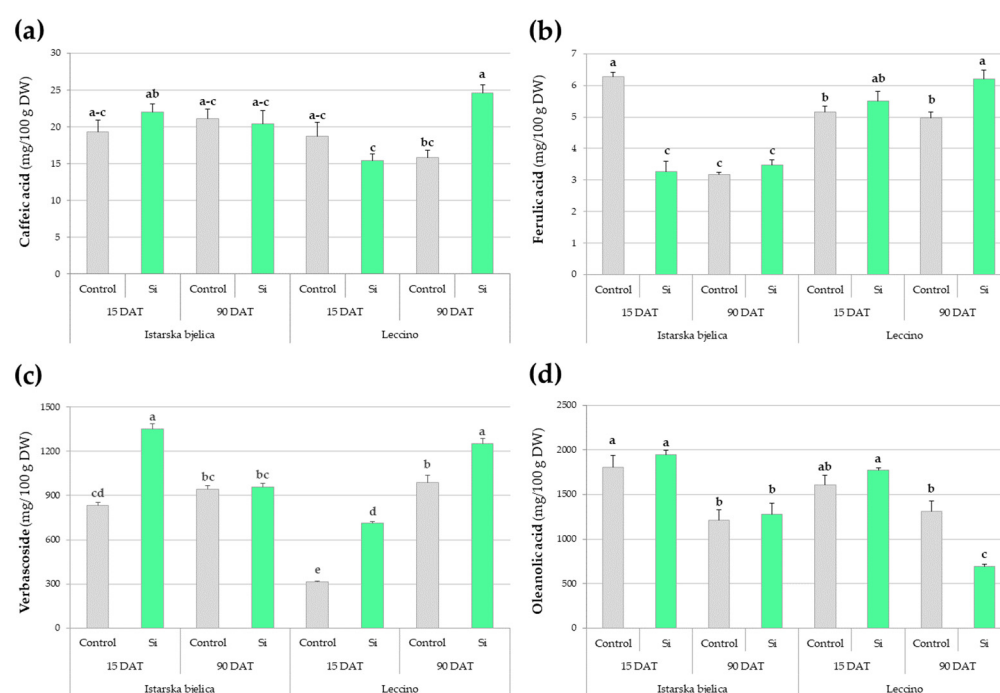 (a)
Caffeic acid (mg/100 g DW)
30
25
20
15
10
5
0
a-c
ab
a-c
a-c
a-c
c
bc
a
Control Si Control Si Control Si Control Si
15 DAT 90 DAT 15 DAT 90 DAT
Istarska bjelica Leccino
(b)
Ferulic acid (mg/100 g DW)
7
6
5
4
3
2
1
0
a
c
c
c
b
ab
b
a
Control Si Control Si Control Si Control Si
15 DAT 90 DAT 15 DAT 90 DAT
Istarska bjelica Leccino
(c)
Verbascoside (mg/100 g DW)
1500
1200
900
600
300
0
cd
a
bc
bc
e
d
b
a
Control Si Control Si Control Si Control Si
15 DAT 90 DAT 15 DAT 90 DAT
Istarska bjelica Leccino
(d)
Oleanolic acid (mg/100 g DW)
2500
2000
1500
1000
500
0
a
a
b
b
ab
a
b
c
Control Si Control Si Control Si Control Si
15 DAT 90 DAT 15 DAT 90 DAT
Istarska bjelica Leccino